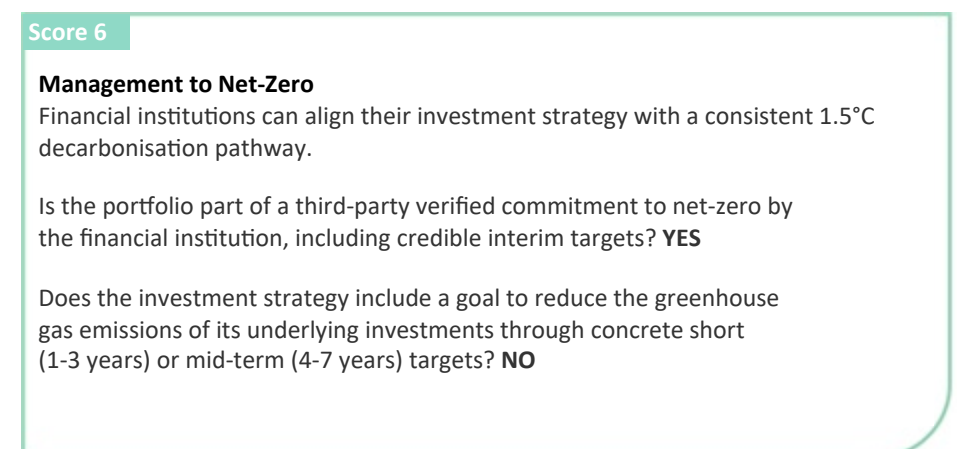 Score 6
Management to Net-Zero
Financial institutions can align their investment strategy with a consistent 1.5°C
decarbonisation pathway.
Is the portfolio part of a third-party verified commitment to net-zero by
the financial institution, including credible interim targets? YES
Does the investment strategy include a goal to reduce the greenhouse
gas emissions of its underlying investments through concrete short
(1-3 years) or mid-term (4-7 years) targets? NO